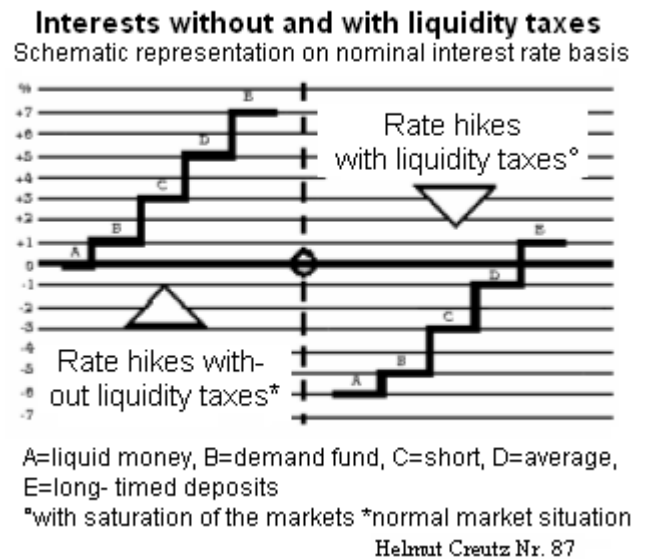 Interests without and with liquidity taxes
Schematic representation on nominal interest rate basis
%
+7
+6
+5
+4
+3
+2
+1
0
-1
-2
-3
-4
-5
-6
-7
A
B
C
D
E
Rate hikes
with liquidity taxes°
A
B
C
D
E
Rate hikes with-
out liquidity taxes*
A=liquid money, B=demand fund, C=short, D=average,
E=long- timed deposits
°with saturation of the markets *normal market situation
Helmut Creutz Nr. 87